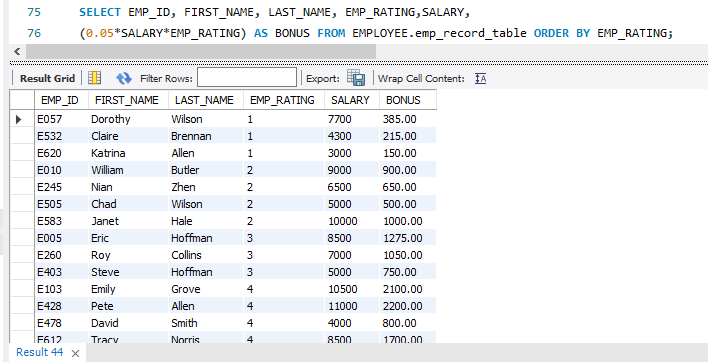 75 SELECT EMP_ID, FIRST_NAME, LAST_NAME, EMP_RATING,SALARY,
76 (0.05*SALARY*EMP_RATING) AS BONUS FROM EMPLOYEE.emp_record_table ORDER BY EMP_RATING;
Result Grid Filter Rows: Export: Wrap Cell Content: IA
EMP_ID FIRST_NAME LAST_NAME EMP_RATING SALARY BONUS
E057 Dorothy Wilson 1 7700 385.00
E532 Claire Brennan 1 4300 215.00
E620 Katrina Allen 1 3000 150.00
E010 William Butler 2 9000 900.00
E245 Nian Zhen 2 6500 650.00
E505 Chad Wilson 2 5000 500.00
E583 Janet Hale 2 10000 1000.00
E005 Eric Hoffman 3 8500 1275.00
E260 Roy Collins 3 7000 1050.00
E403 Steve Hoffman 3 5000 750.00
E103 Emily Grove 4 10500 2100.00
E428 Pete Allen 4 11000 2200.00
E478 David Smith 4 4000 800.00
E612 Tracy Norris 4 8500 1700.00
Result 44 ×